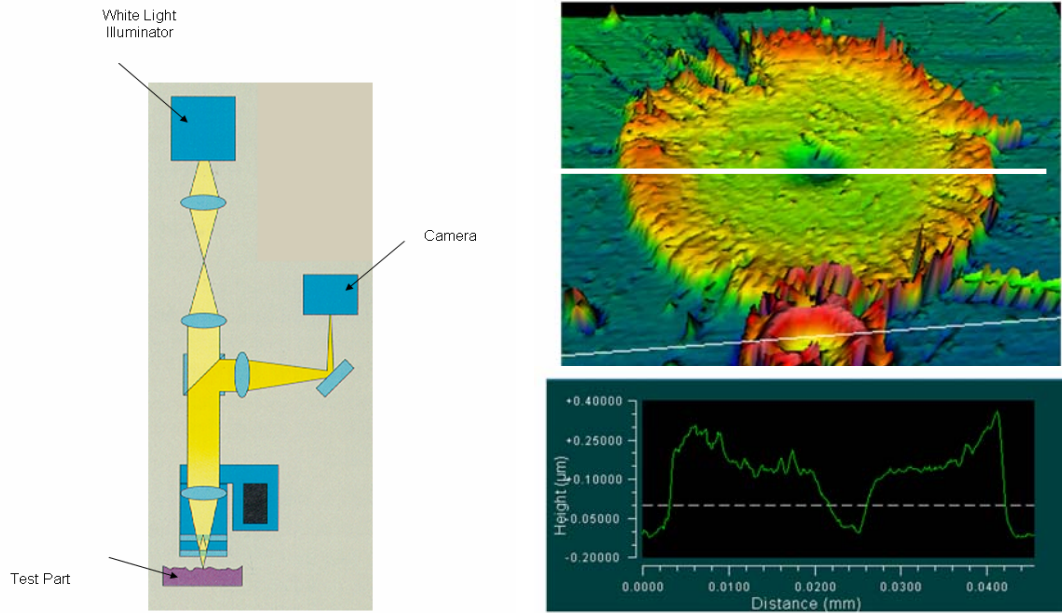 White Light
Illuminator
Camera
Test Part
+0.40000
+0.25000
+0.10000
-0.05000
-0.20000
Height (µm)
0.0000
0.0100
0.0200
0.0300
0.0400
Distance (mm)